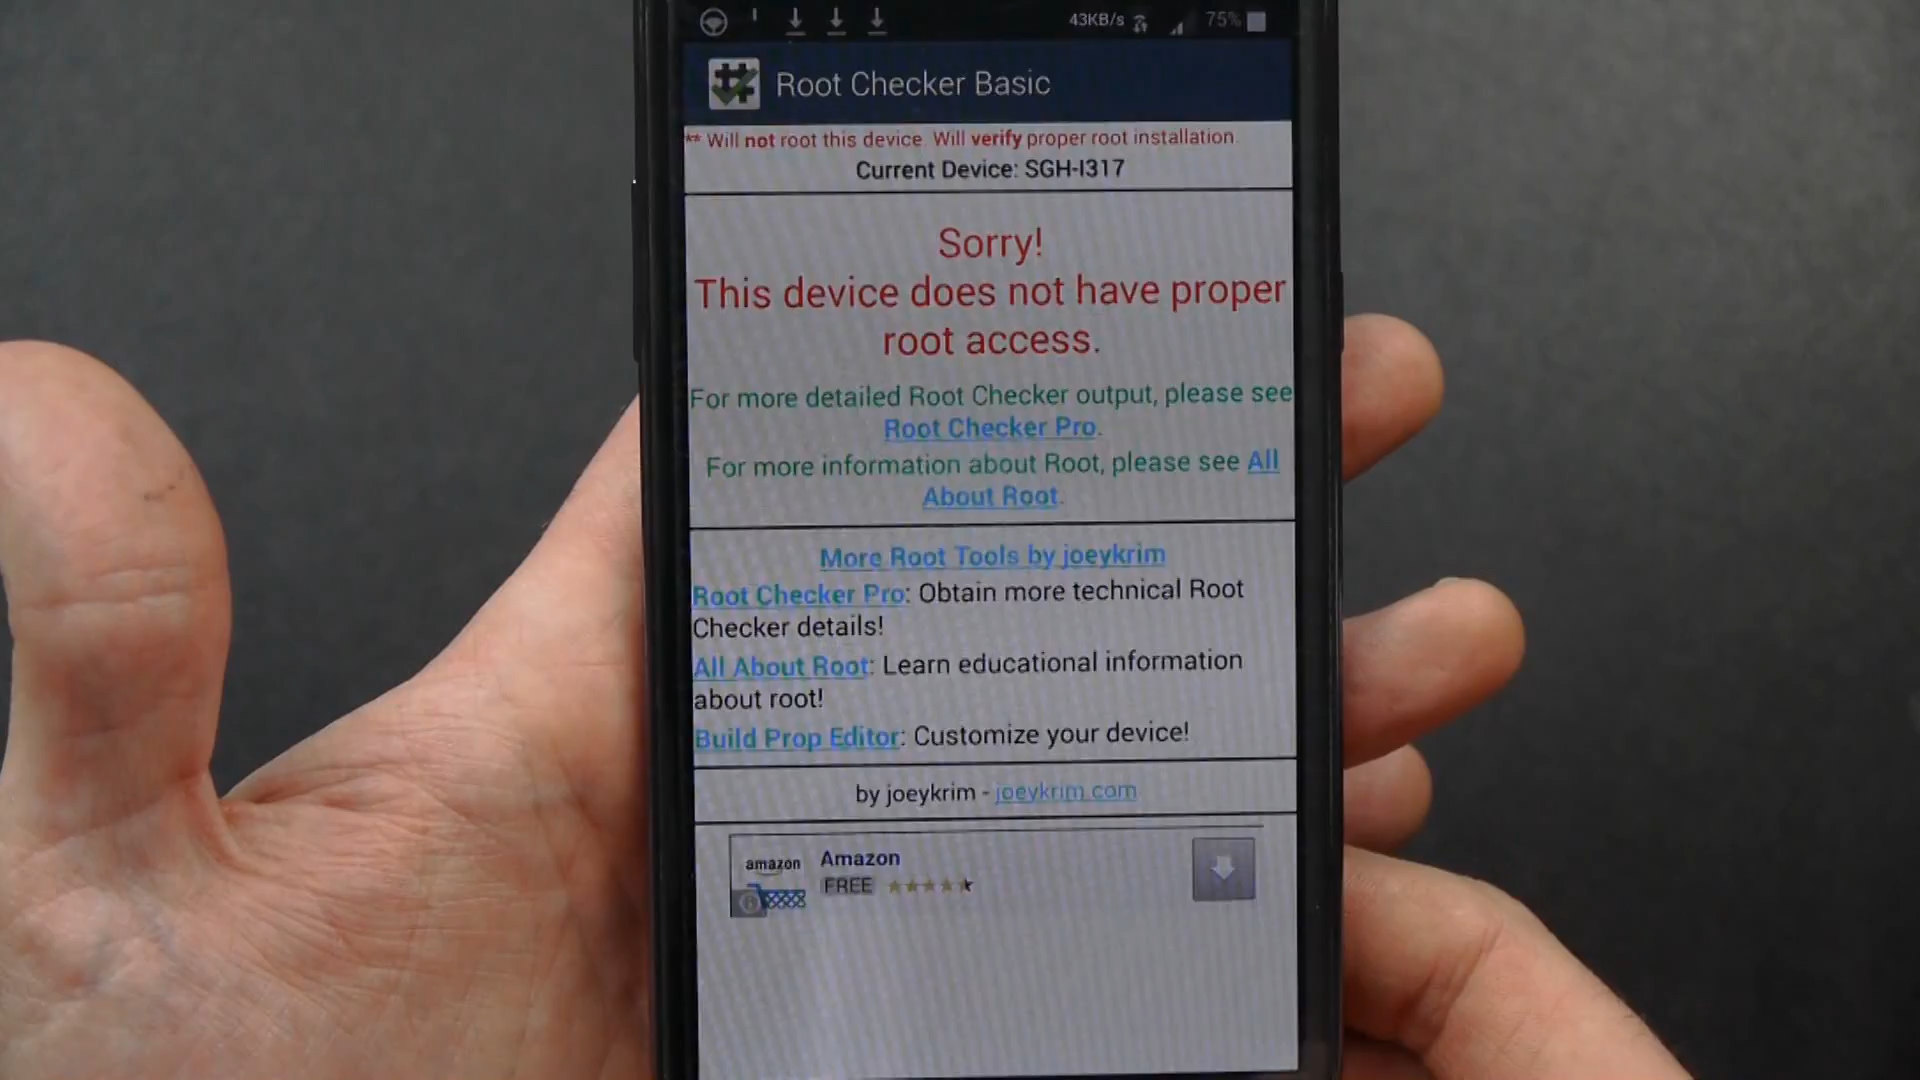 43KB/s 75%
Root Checker Basic
** Will not root this device. Will verify proper root installation.
Current Device: SGH-I317
Sorry!
This device does not have proper
root access.
For more detailed Root Checker output, please see
Root Checker Pro.
For more information about Root, please see All
About Root.
More Root Tools by joeykrim
Root Checker Pro: Obtain more technical Root
Checker details!
All About Root: Learn educational information
about root!
Build Prop Editor: Customize your device!
by joeykrim - joeykrim.com
amazon
Amazon
FREE